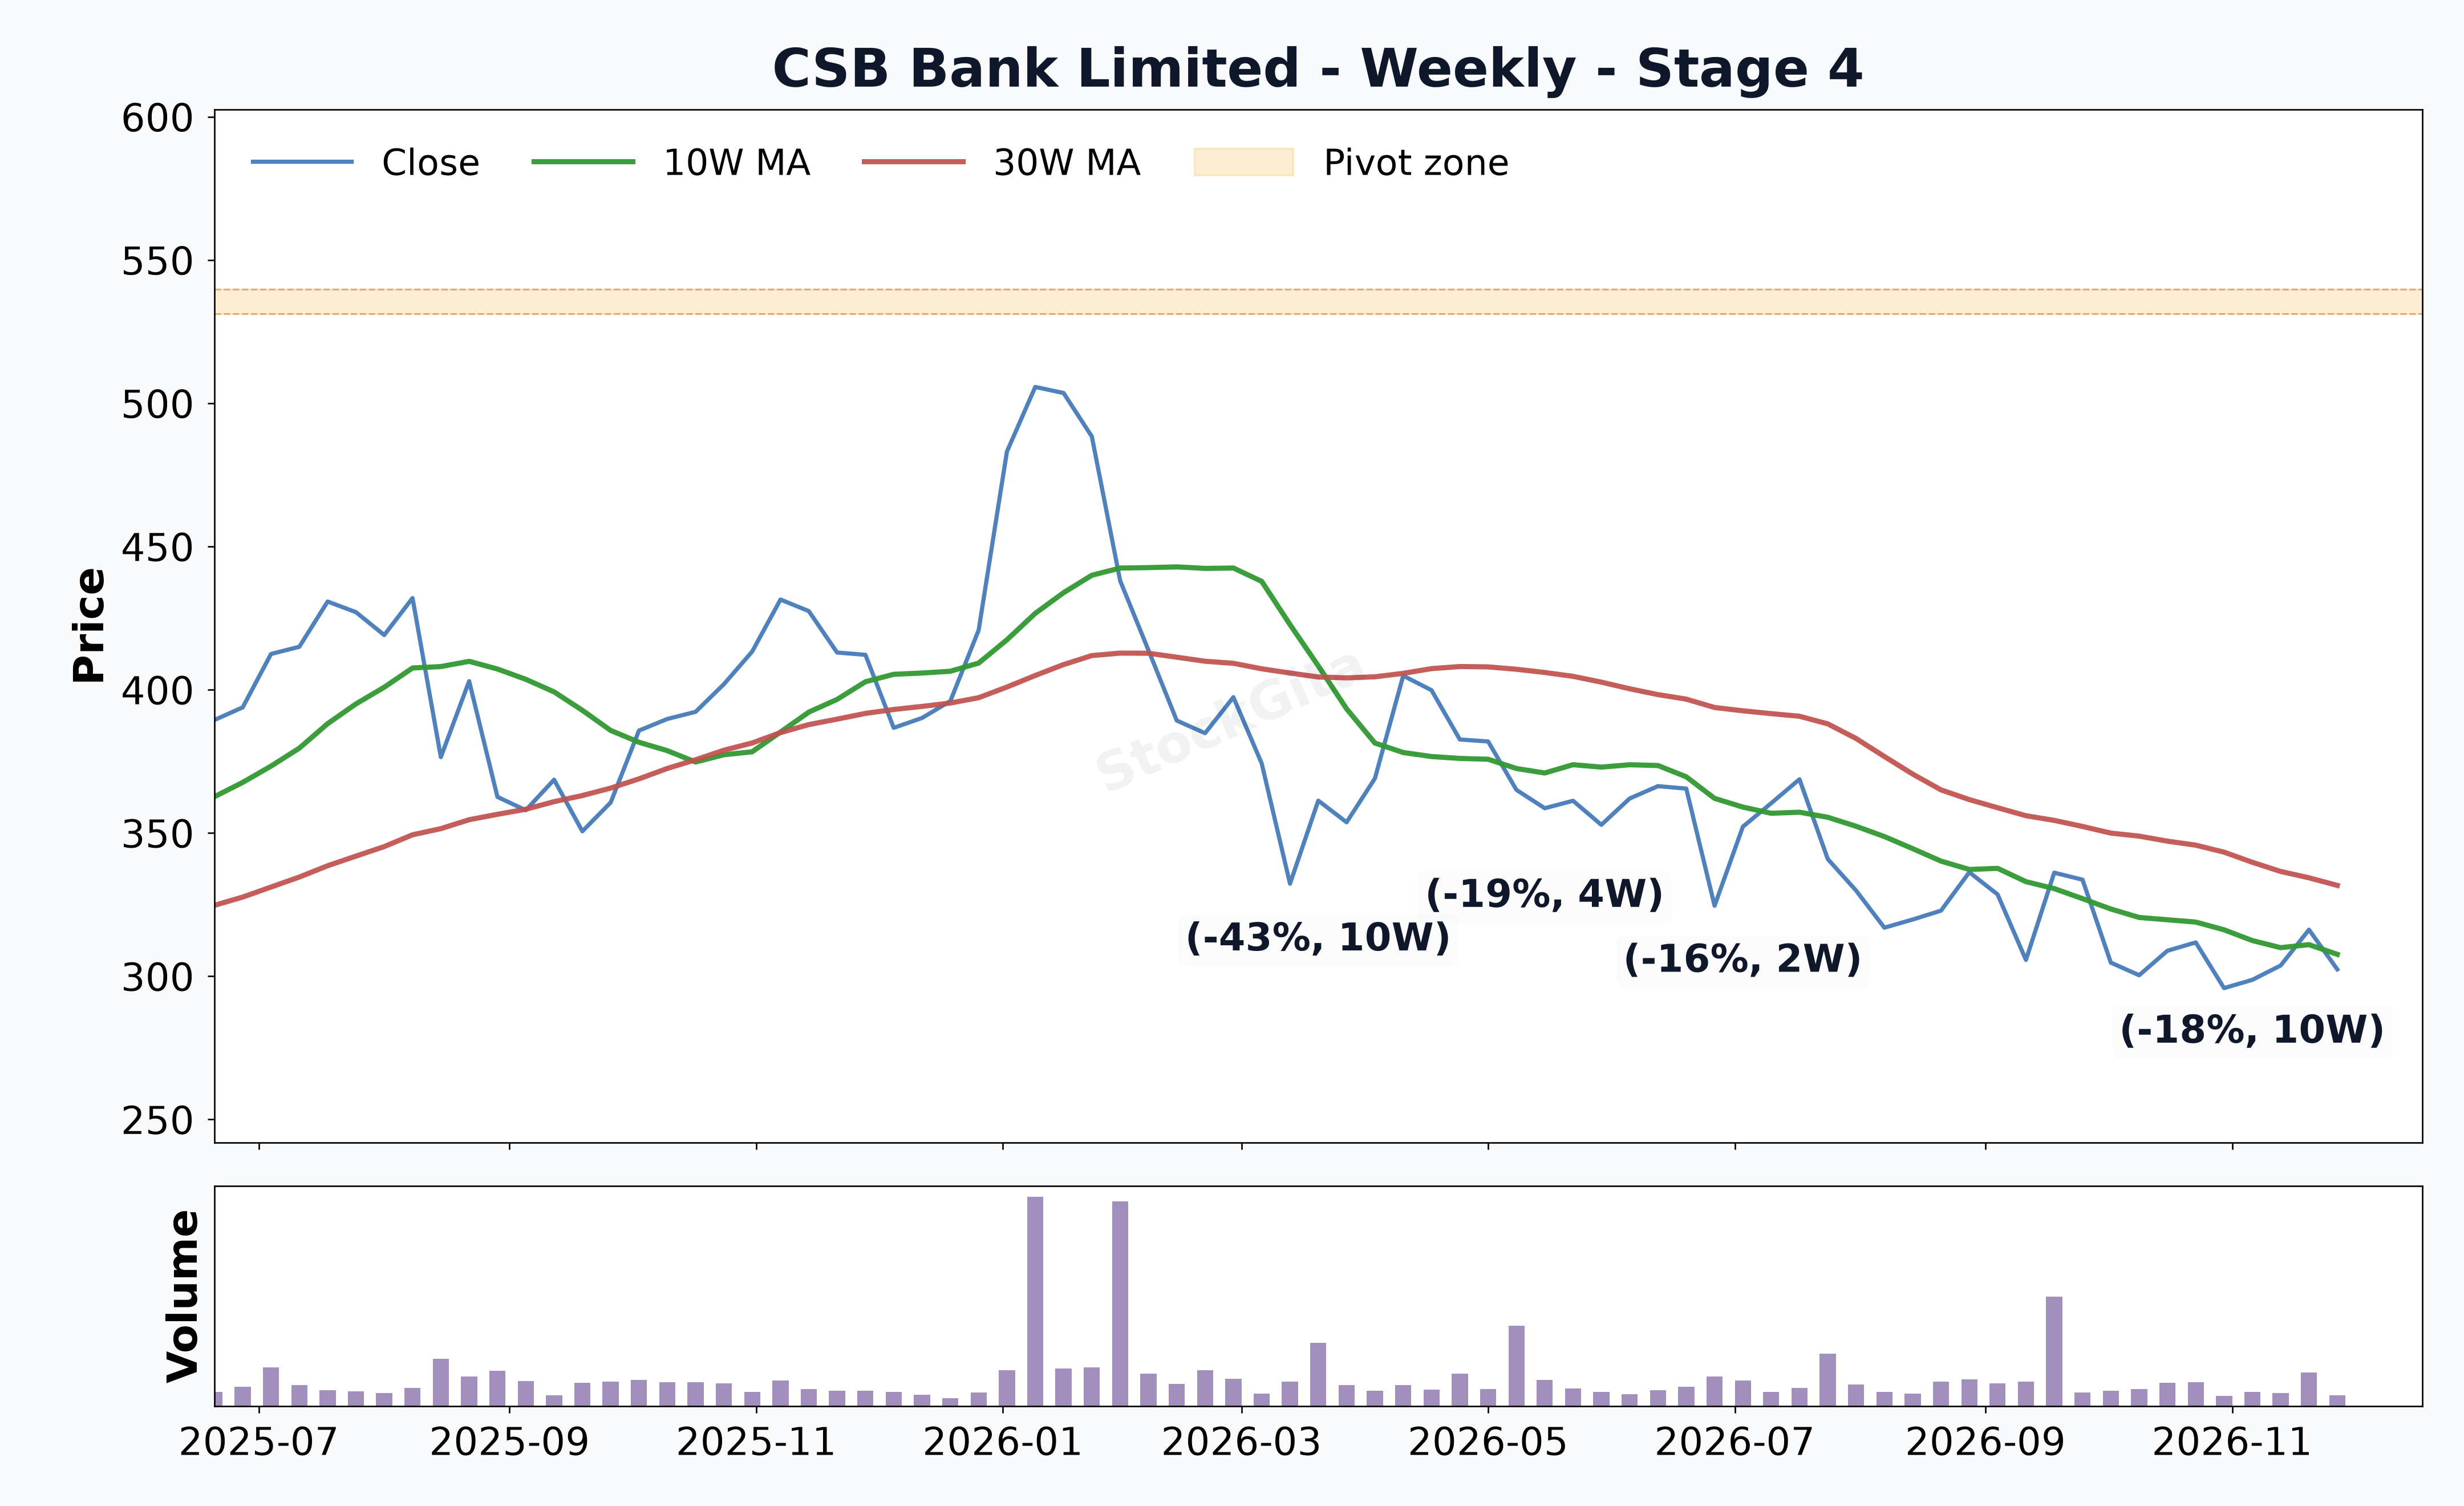 CSB Bank Limited - Weekly - Stage 4
Close
10W MA
30W MA
Pivot zone
Price
600
550
500
450
400
350
300
250
StockGita
(-43%, 10W)
(-19%, 4W)
(-16%, 2W)
(-18%, 10W)
Volume
2025-07
2025-09
2025-11
2026-01
2026-03
2026-05
2026-07
2026-09
2026-11